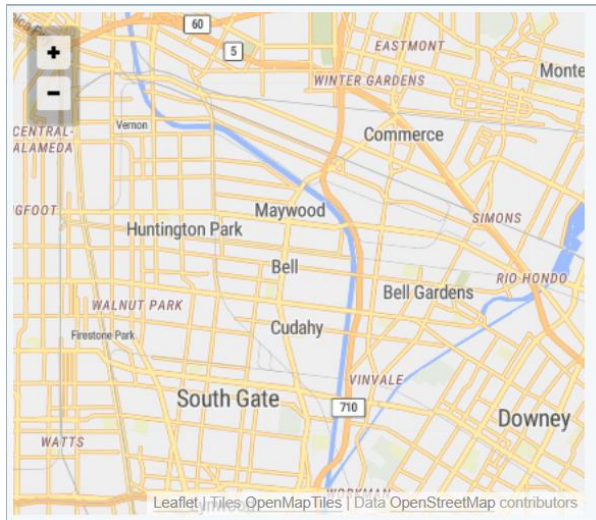 60
5
EASTMONT
+
WINTER GARDENS
Monte
−
Vernon
Commerce
CENTRAL-
ALAMEDA
GFOOT
Maywood
SIMONS
Huntington Park
Bell
RIO HONDO
Bell Gardens
WALNUT PARK
Firestone Park
Cudahy
VINVALE
South Gate
710
Downey
WATTS
WORKMAN
Leaflet | Tiles OpenMapTiles | Data OpenStreetMap contributors